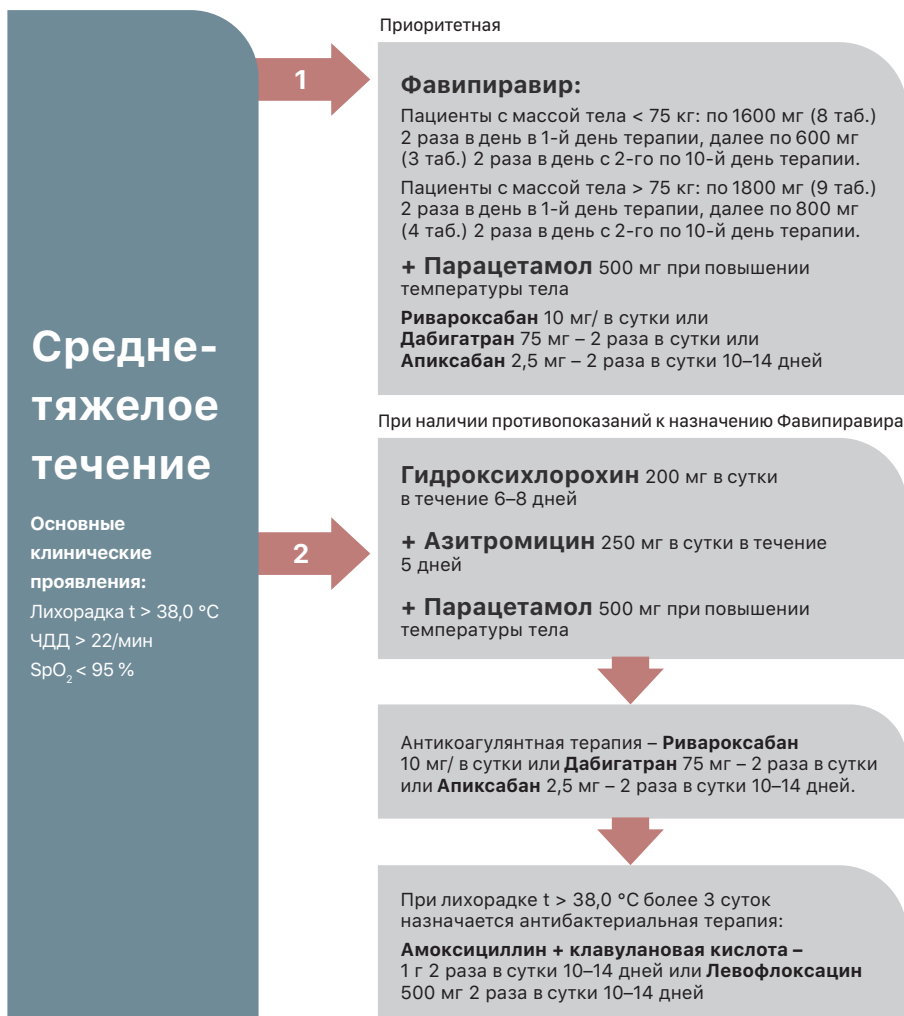 Средне-
тяжелое
течение
Основные
клинические
проявления:
Лихорадка t > 38,0 °C
ЧДД > 22/мин
SpO₂ < 95 %
1
Приоритетная
Фавипиравир:
Пациенты с массой тела < 75 кг: по 1600 мг (8 таб.)
2 раза в день в 1-й день терапии, далее по 600 мг
(3 таб.) 2 раза в день с 2-го по 10-й день терапии.
Пациенты с массой тела > 75 кг: по 1800 мг (9 таб.)
2 раза в день в 1-й день терапии, далее по 800 мг
(4 таб.) 2 раза в день с 2-го по 10-й день терапии.
+ Парацетамол 500 мг при повышении
температуры тела
Ривароксабан 10 мг/ в сутки или
Дабигатран 75 мг – 2 раза в сутки или
Апиксабан 2,5 мг – 2 раза в сутки 10–14 дней
2
При наличии противопоказаний к назначению Фавипиравира
Гидроксихлорохин 200 мг в сутки
в течение 6–8 дней
+ Азитромицин 250 мг в сутки в течение
5 дней
+ Парацетамол 500 мг при повышении
температуры тела
Антикоагулянтная терапия – Ривароксабан
10 мг/ в сутки или Дабигатран 75 мг – 2 раза в сутки
или Апиксабан 2,5 мг – 2 раза в сутки 10–14 дней.
При лихорадке t > 38,0 °C более 3 суток
назначается антибактериальная терапия:
Амоксициллин + клавулановая кислота –
1 г 2 раза в сутки 10–14 дней или Левофлоксацин
500 мг 2 раза в сутки 10–14 дней